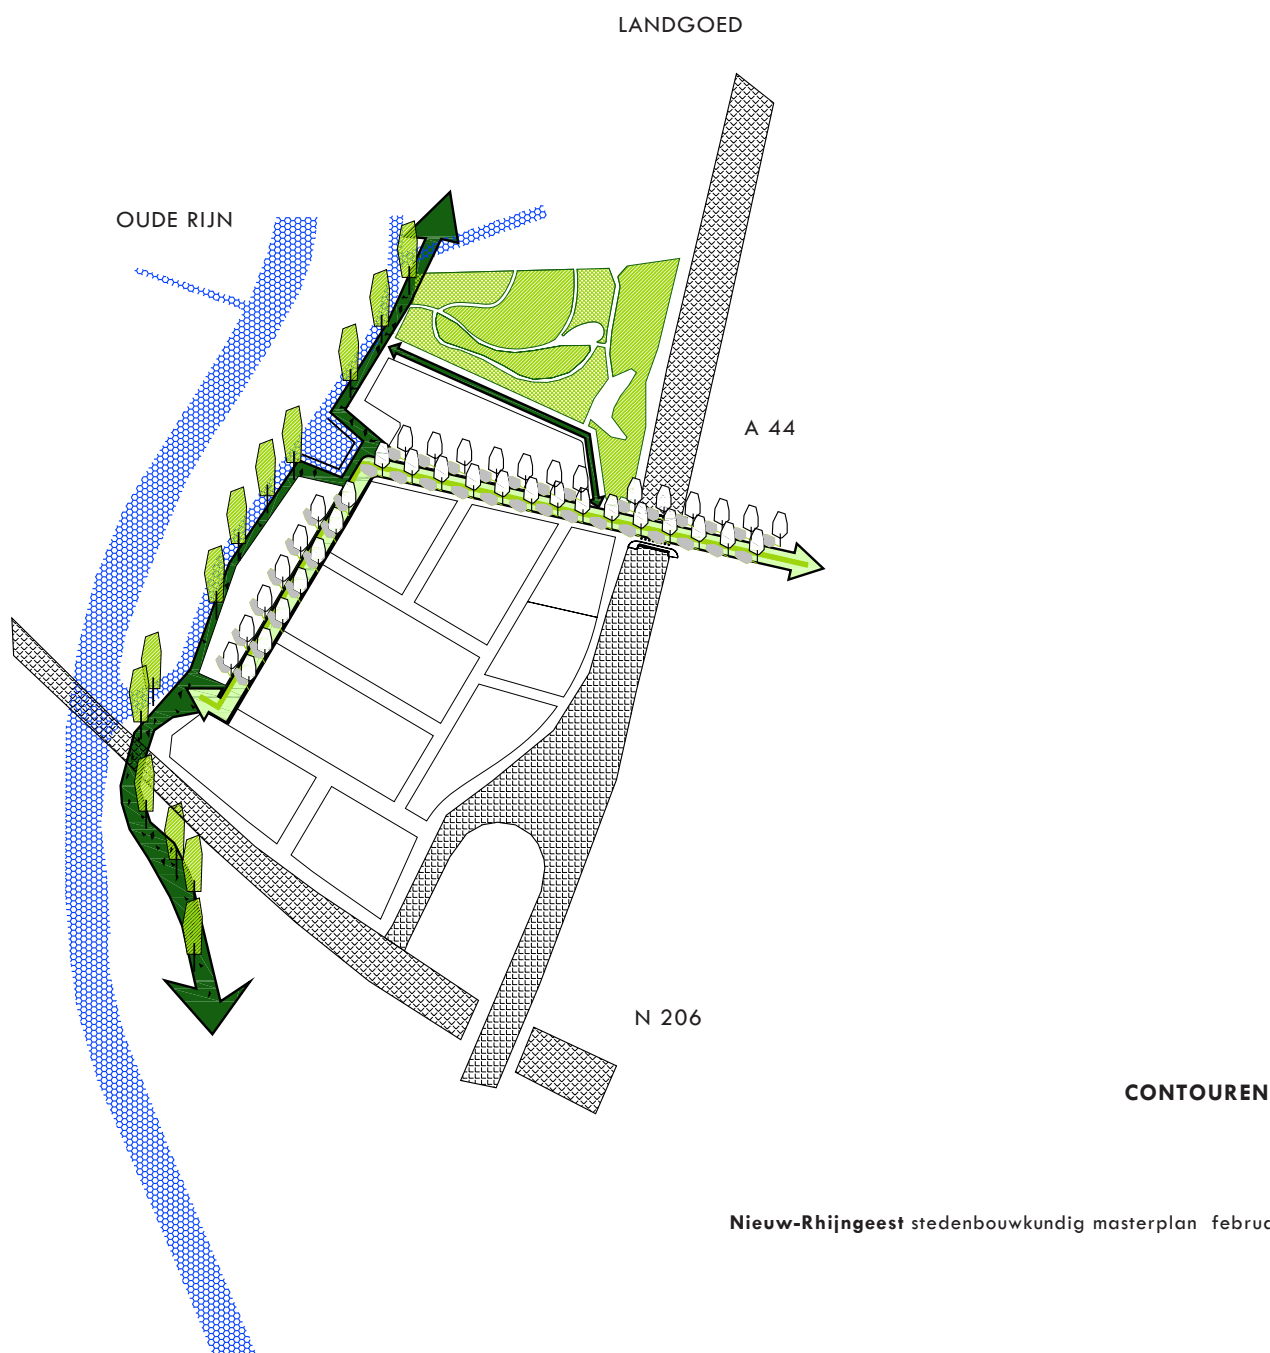 LANDGOED
OUDE RIJN
A 44
N 206
CONTOUREN
Nieuw-Rhijngeest stedenbouwkundig masterplan